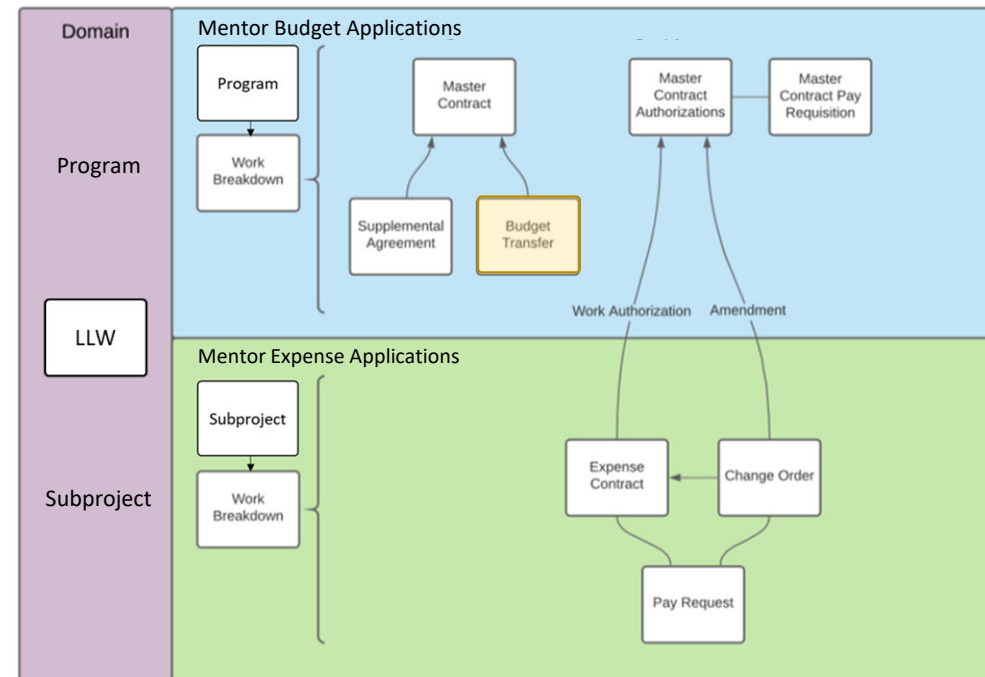 Domain
Program
LLW
Subproject
Mentor Budget Applications
Program
Work
Breakdown
Master
Contract
Supplemental
Agreement
Budget
Transfer
Master
Contract
Authorizations
Master
Contract Pay
Requisition
Work Authorization
Amendment
Mentor Expense Applications
Subproject
Work
Breakdown
Expense
Contract
Change Order
Pay Request